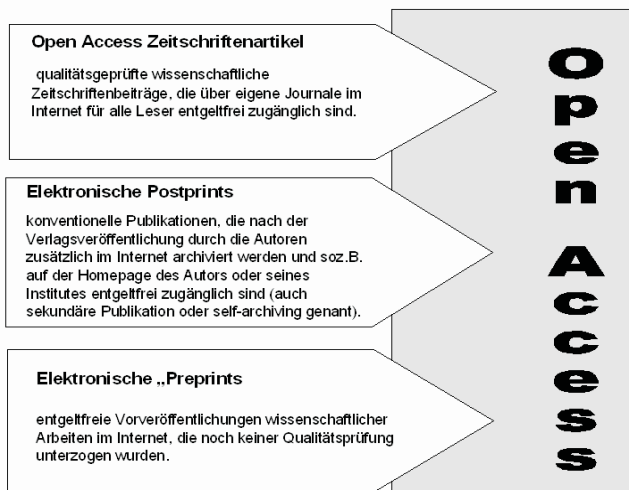 Open Access Zeitschriftenartikel
qualitätsgeprüfte wissenschaftliche
Zeitschriftenbeiträge, die über eigene Journale im
Internet für alle Leser entgeltfrei zugänglich sind.
Elektronische Postprints
konventionelle Publikationen, die nach der
Verlagsveröffentlichung durch die Autoren
zusätzlich im Internet archiviert werden und soz.B.
auf der Homepage des Autors oder seines
Institutes entgeltfrei zugänglich sind (auch
sekundäre Publikation oder self-archiving genant).
Elektronische „Preprints
entgeltfreie Vorveröffentlichungen wissenschaftlicher
Arbeiten im Internet, die noch keiner Qualitätsprüfung
unterzogen wurden.
Open Access